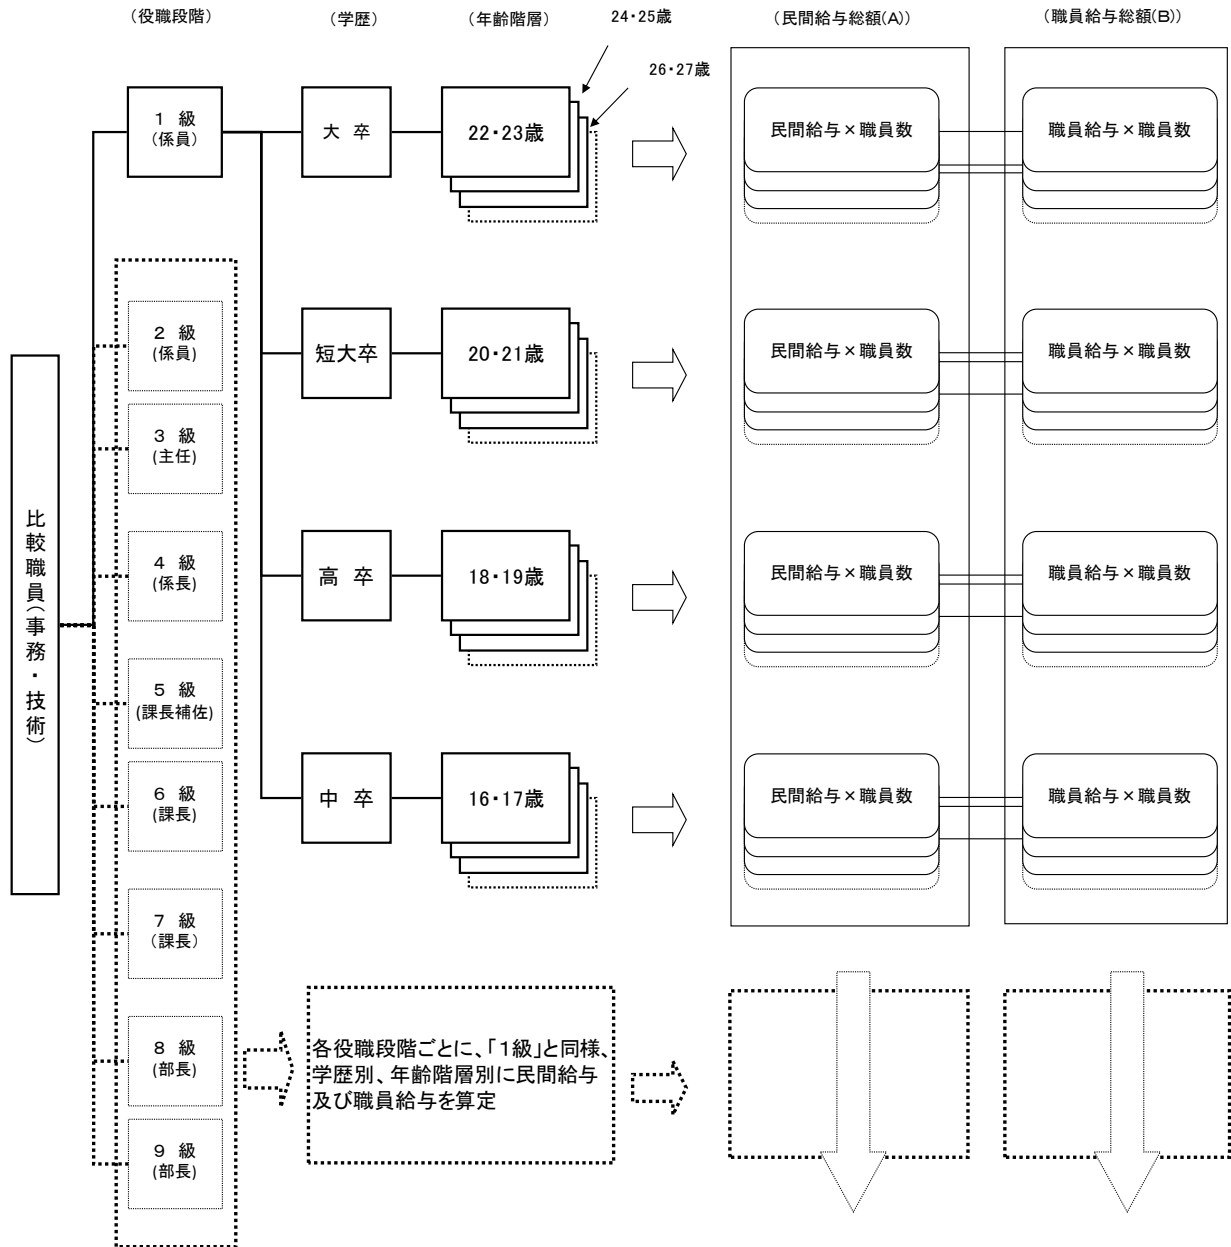 （役職段階）
（学歴）
（年齢階層）
24・25歳
26・27歳
（民間給与総額(A)）
（職員給与総額(B)）
比較職員（事務・技術）
１　級
（係員）
大　卒
22・23歳
民間給与×職員数
職員給与×職員数
２　級
(係員)
短大卒
20・21歳
民間給与×職員数
職員給与×職員数
３　級
(主任)
４　級
(係長)
高　卒
18・19歳
民間給与×職員数
職員給与×職員数
５　級
(課長補佐)
６　級
(課長)
中　卒
16・17歳
民間給与×職員数
職員給与×職員数
７　級
（課長）
８　級
(部長)
９　級
(部長)
各役職段階ごとに、「１級」と同様、
学歴別、年齢階層別に民間給与
及び職員給与を算定